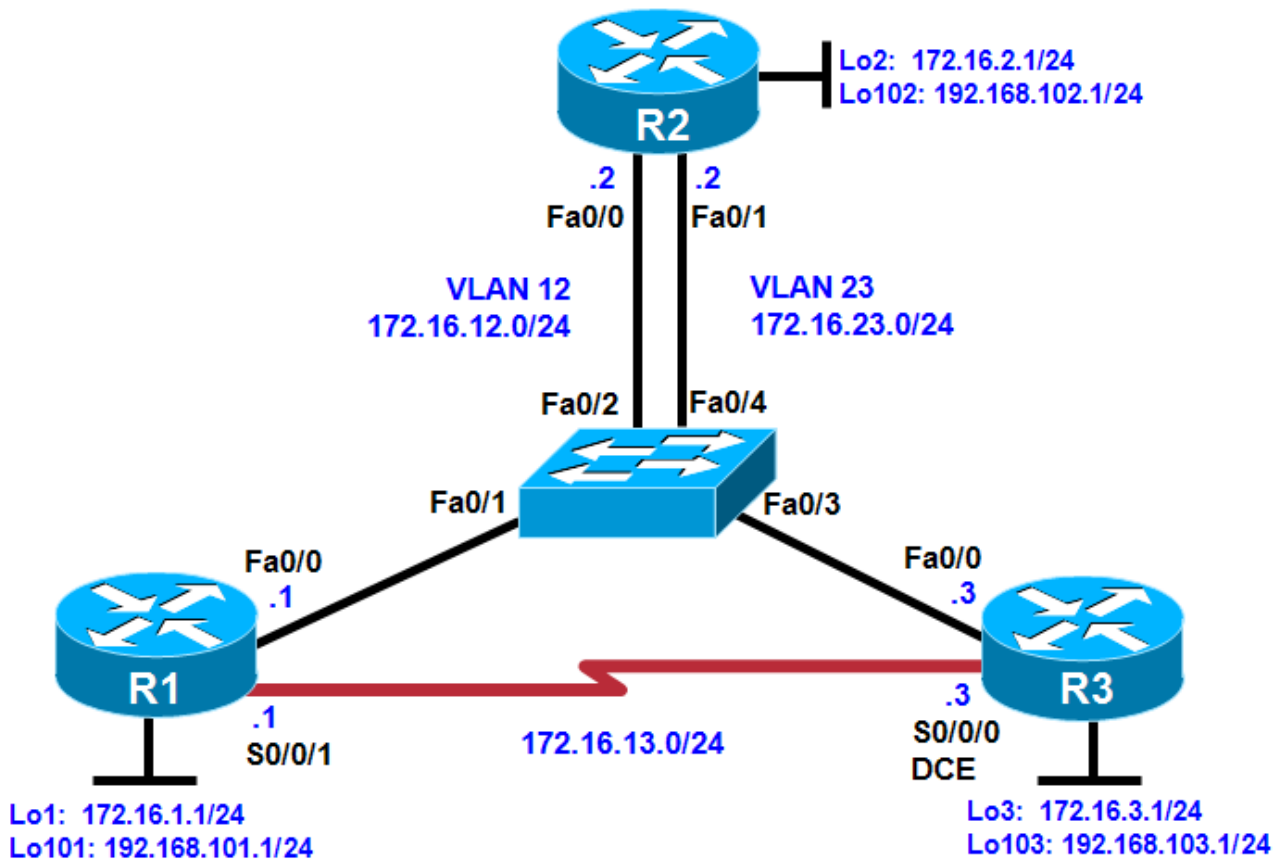 Lo2: 172.16.2.1/24
Lo102: 192.168.102.1/24
R2
.2
.2
Fa0/0
Fa0/1
VLAN 12
172.16.12.0/24
VLAN 23
172.16.23.0/24
Fa0/2
Fa0/4
Fa0/1
Fa0/3
Fa0/0
.1
Fa0/0
.3
R1
R3
.1
S0/0/1
172.16.13.0/24
.3
S0/0/0
DCE
Lo1: 172.16.1.1/24
Lo101: 192.168.101.1/24
Lo3: 172.16.3.1/24
Lo103: 192.168.103.1/24